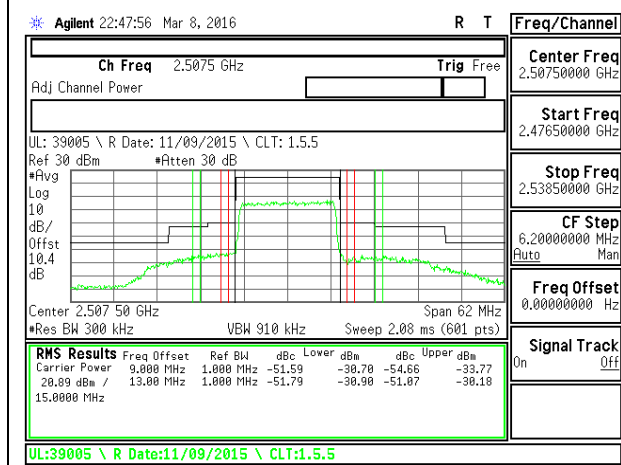 Agilent 22:47:56 Mar 8, 2016 R T
Freq/Channel
Ch Freq 2.5075 GHz Trig Free
Adj Channel Power
Center Freq
2.50750000 GHz
Start Freq
2.47650000 GHz
Stop Freq
2.53850000 GHz
CF Step
6.20000000 MHz
Auto Man
Freq Offset
0.00000000 Hz
Signal Track
On Off
UL: 39005 \ R Date: 11/09/2015 \ CLT: 1.5.5
Ref 30 dBm #Atten 30 dB
#Avg
Log
10
dB/
Offst
10.4
dB
Center 2.507 50 GHz Span 62 MHz
#Res BW 300 kHz VBW 910 kHz Sweep 2.08 ms (601 pts)
RMS Results Freq Offset Ref BW dBc Lower dBm dBc Upper dBm
Carrier Power 9.000 MHz 1.000 MHz -51.59 -30.70 -54.66 -33.77
20.89 dBm / 13.00 MHz 1.000 MHz -51.79 -30.90 -51.07 -30.18
15.0000 MHz
UL:39005 \ R Date:11/09/2015 \ CLT:1.5.5